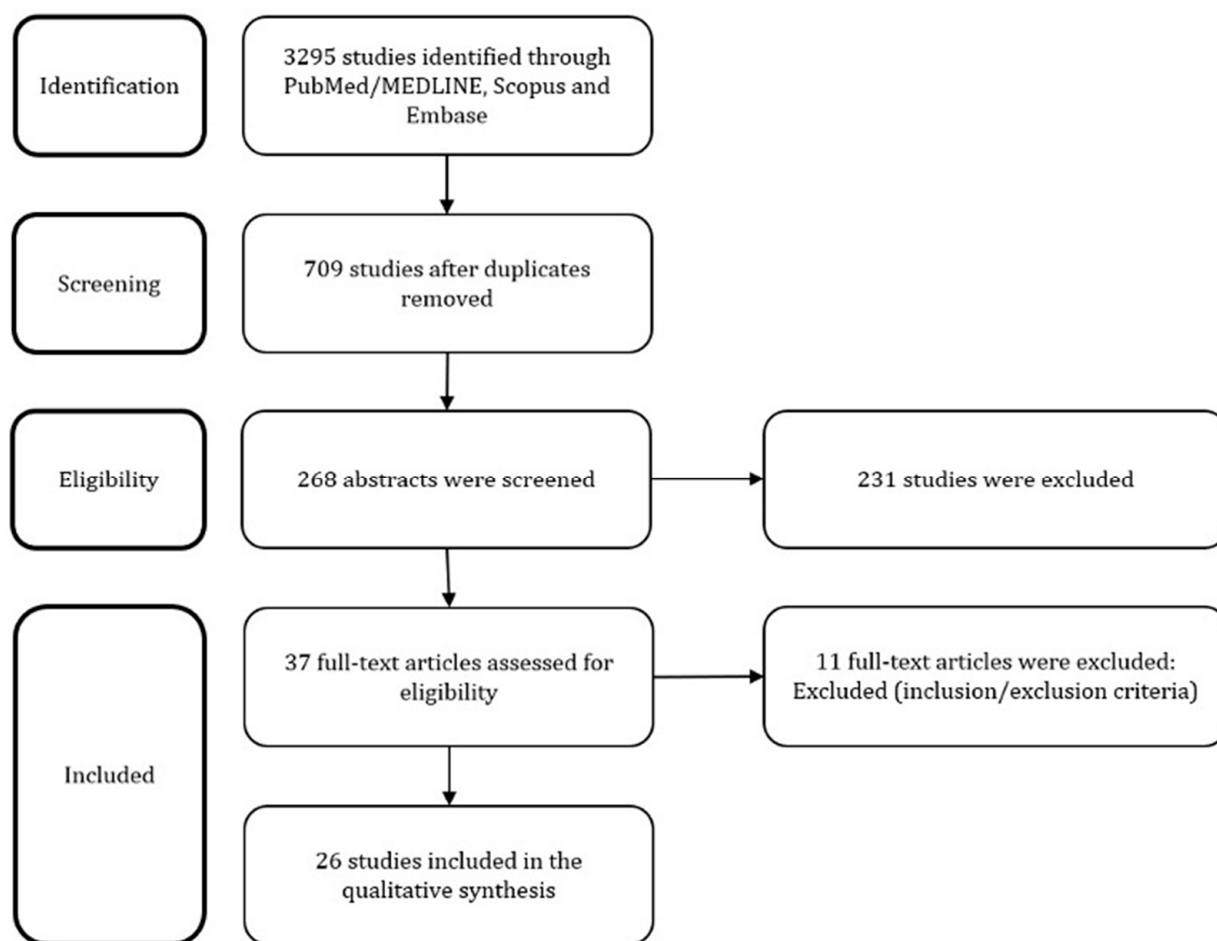 Identification
3295 studies identified through
PubMed/MEDLINE, Scopus and
Embase
Screening
709 studies after duplicates
removed
Eligibility
268 abstracts were screened
231 studies were excluded
Included
37 full-text articles assessed for
eligibility
11 full-text articles were excluded:
Excluded (inclusion/exclusion criteria)
26 studies included in the
qualitative synthesis